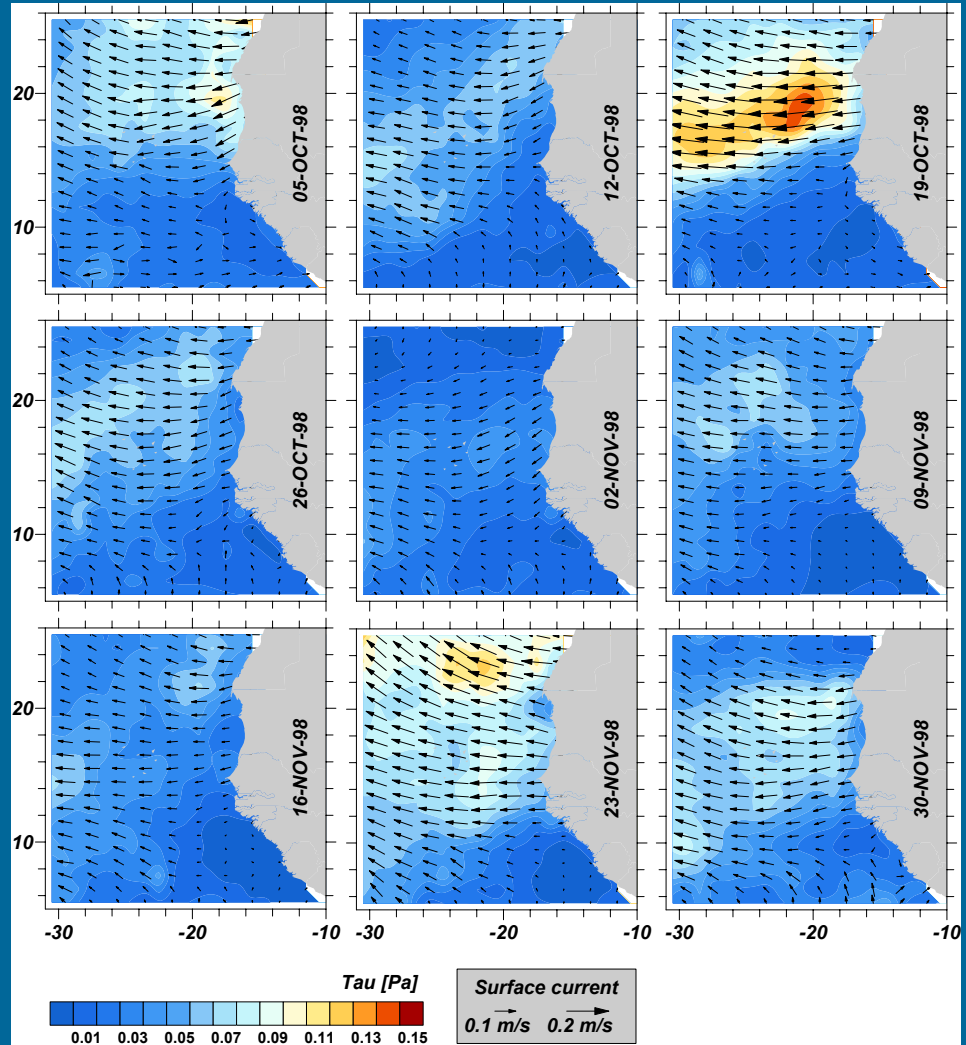 20
10
05-OCT-98
12-OCT-98
19-OCT-98
20
10
26-OCT-98
02-NOV-98
09-NOV-98
20
10
16-NOV-98
23-NOV-98
30-NOV-98
-30 -20 -10 -30 -20 -10 -30 -20 -10
Tau [Pa]
0.01 0.03 0.05 0.07 0.09 0.11 0.13 0.15
Surface current
0.1 m/s 0.2 m/s